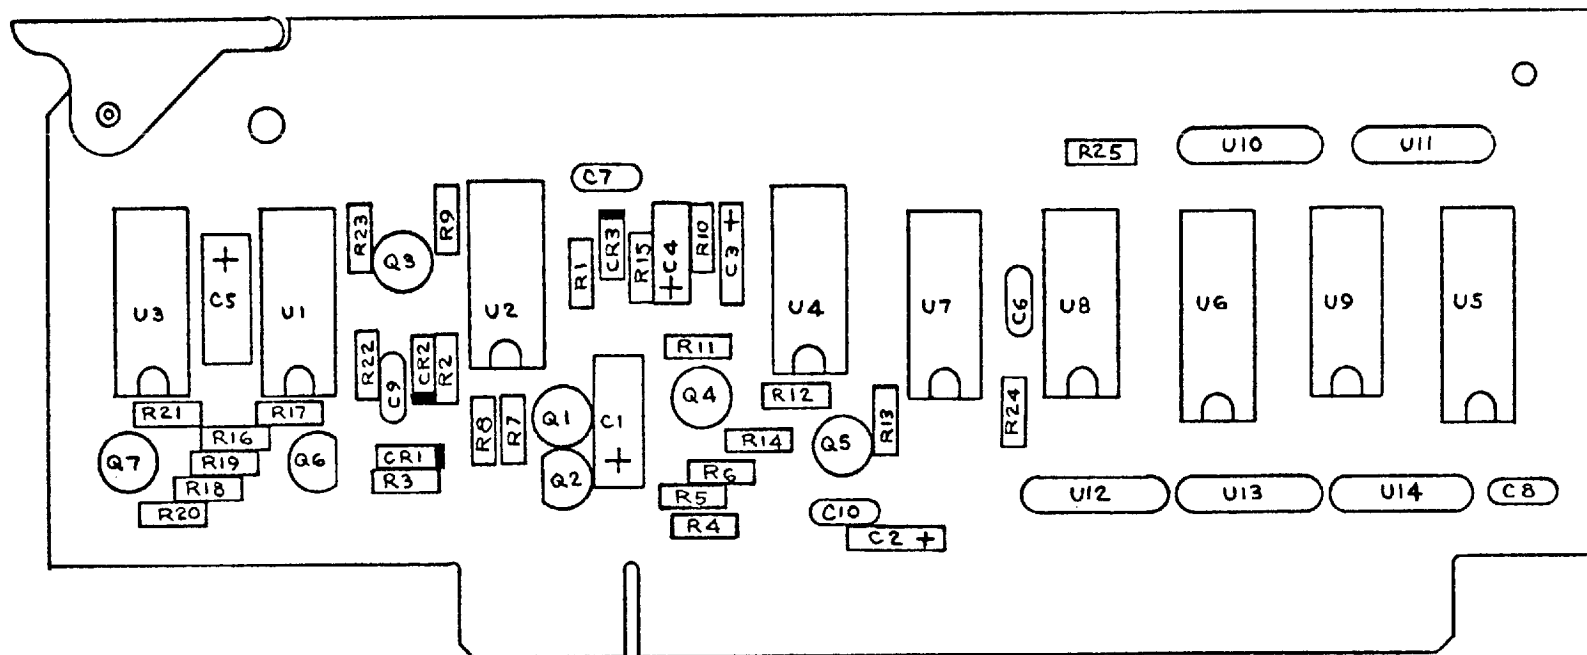 R25
U10
U11
C7
R23
R9
CR3
R10
C3 +
Q3
R1
R15
C4 +
+ C5
U3
U1
U2
U4
U7
C6
U8
U6
U9
U5
R22
C9
CR2
R2
R11
Q4
R12
R21
R17
R8
R7
Q1
C1 +
R13
R24
R16
R14
Q5
Q7
R19
Q6
CR1
R3
Q2
R6
R18
R5
U12
U13
U14
C8
R20
R4
C10
C2 +